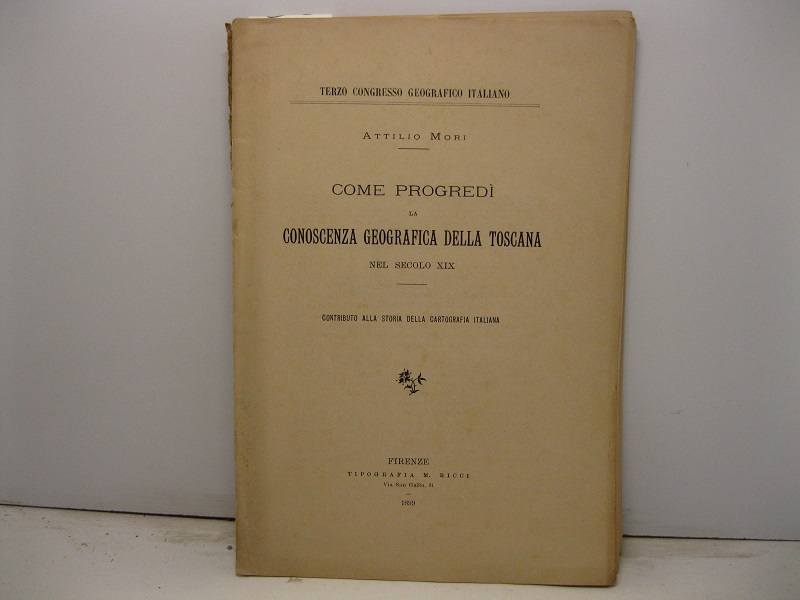 TERZO CONGRESSO GEOGRAFICO ITALIANO
ATTILIO MORI
COME PROGREDÌ
LA
CONOSCENZA GEOGRAFICA DELLA TOSCANA
NEL SECOLO XIX
CONTRIBUTO ALLA STORIA DELLA CARTOGRAFIA ITALIANA
FIRENZE
TIPOGRAFIA M. RICCI
Via San Gallo, 31
1899